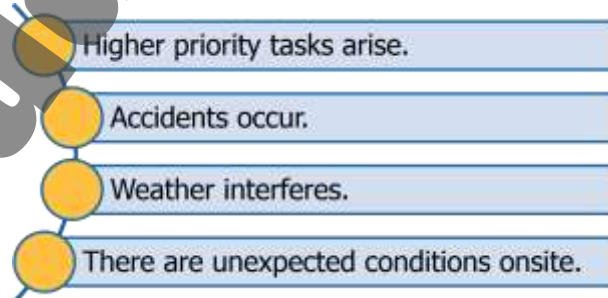 Higher priority tasks arise.
Accidents occur.
Weather interferes.
There are unexpected conditions onsite.